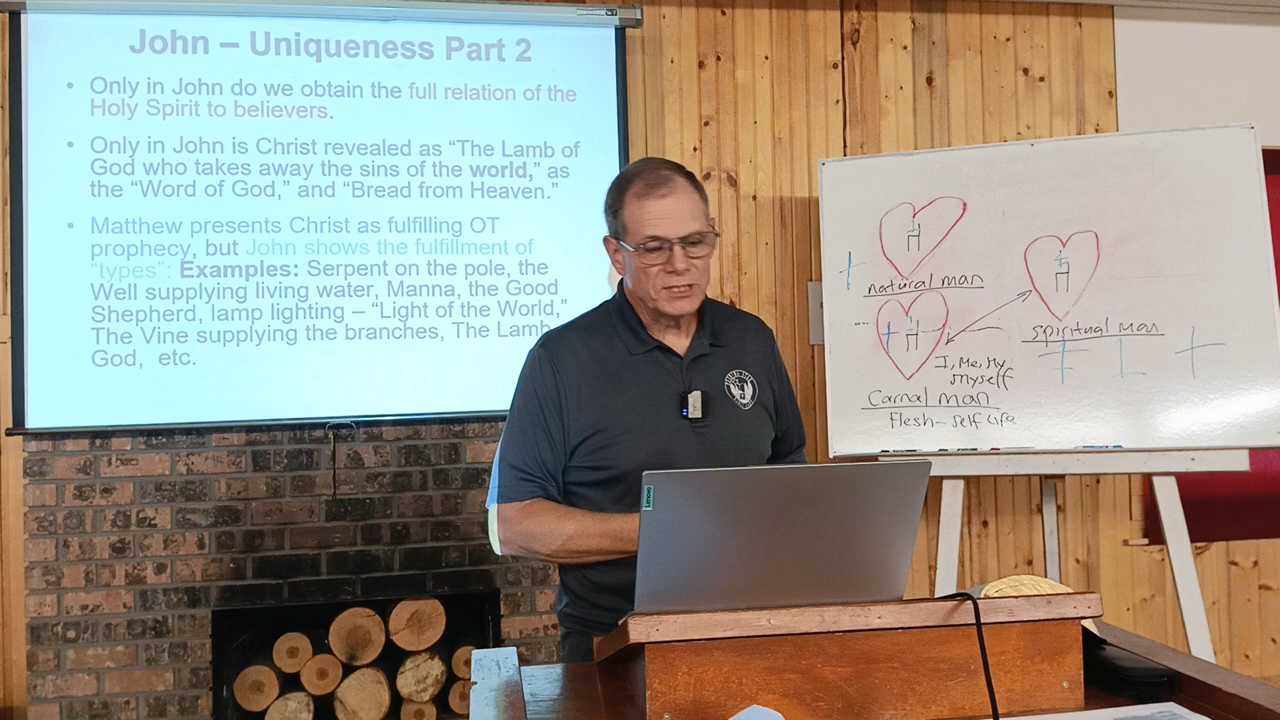 John – Uniqueness Part 2
• Only in John do we obtain the full relation of the
Holy Spirit to believers.
• Only in John is Christ revealed as “The Lamb of
God who takes away the sins of the world,” as
the “Word of God,” and “Bread from Heaven.”
• Matthew presents Christ as fulfilling OT
prophecy, but John shows the fulfillment of
“types”: Examples: Serpent on the pole, the
Well supplying living water, Manna, the Good
Shepherd, lamp lighting – “Light of the World,”
The Vine supplying the branches, The Lamb
God, etc.
natural man
spiritual man
I, Me, My
Myself
Carnal man
Flesh - self life
Lenovo